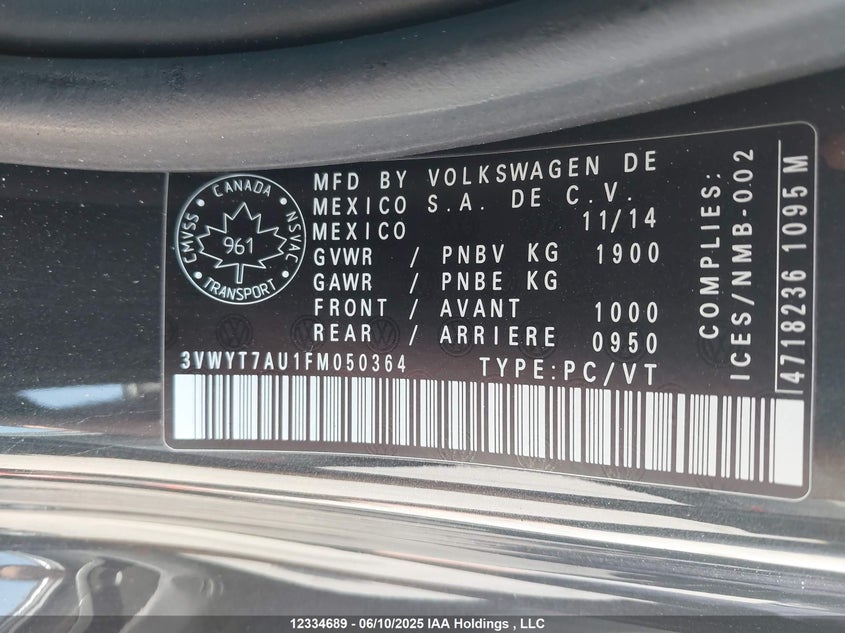 CANADA
CMVSS
NSVAC
961
TRANSPORT
MFD BY VOLKSWAGEN DE
MEXICO S.A. DE C.V.
MEXICO 11/14
GVWR / PNBV KG 1900
GAWR / PNBE KG
FRONT / AVANT 1000
REAR / ARRIERE 0950
3VWYT7AU1FM050364 TYPE:PC/VT
COMPLIES:
ICES/NMB-002
4718236 1095 M
12334689 - 06/10/2025 IAA Holdings , LLC